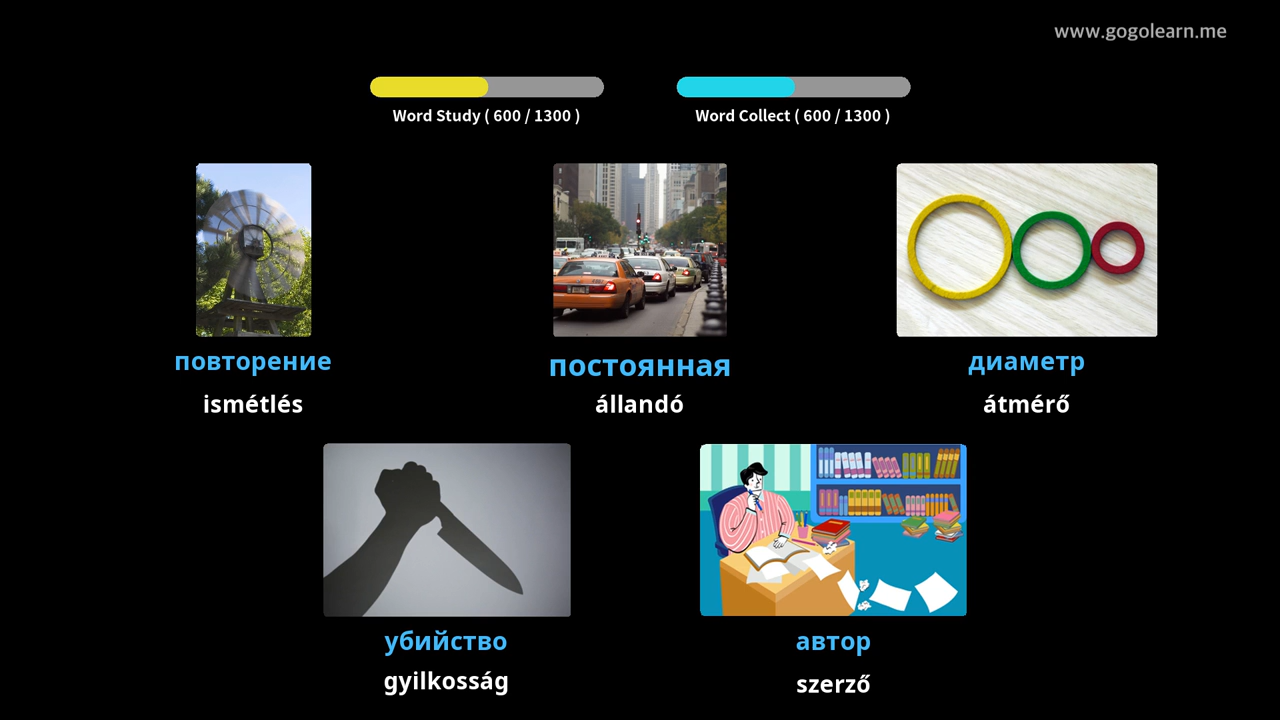 www.gogolearn.me
Word Study ( 600 / 1300 )
Word Collect ( 600 / 1300 )
повторение
ismétlés
постоянная
állandó
диаметр
átmérő
убийство
gyilkosság
автор
szerző